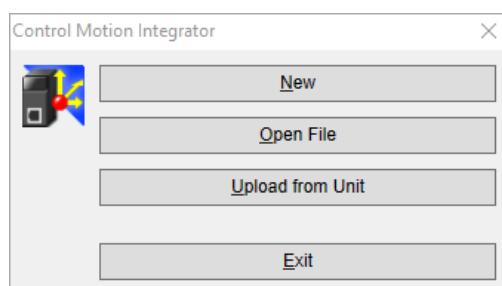 Control Motion Integrator
New
Open File
Upload from Unit
Exit